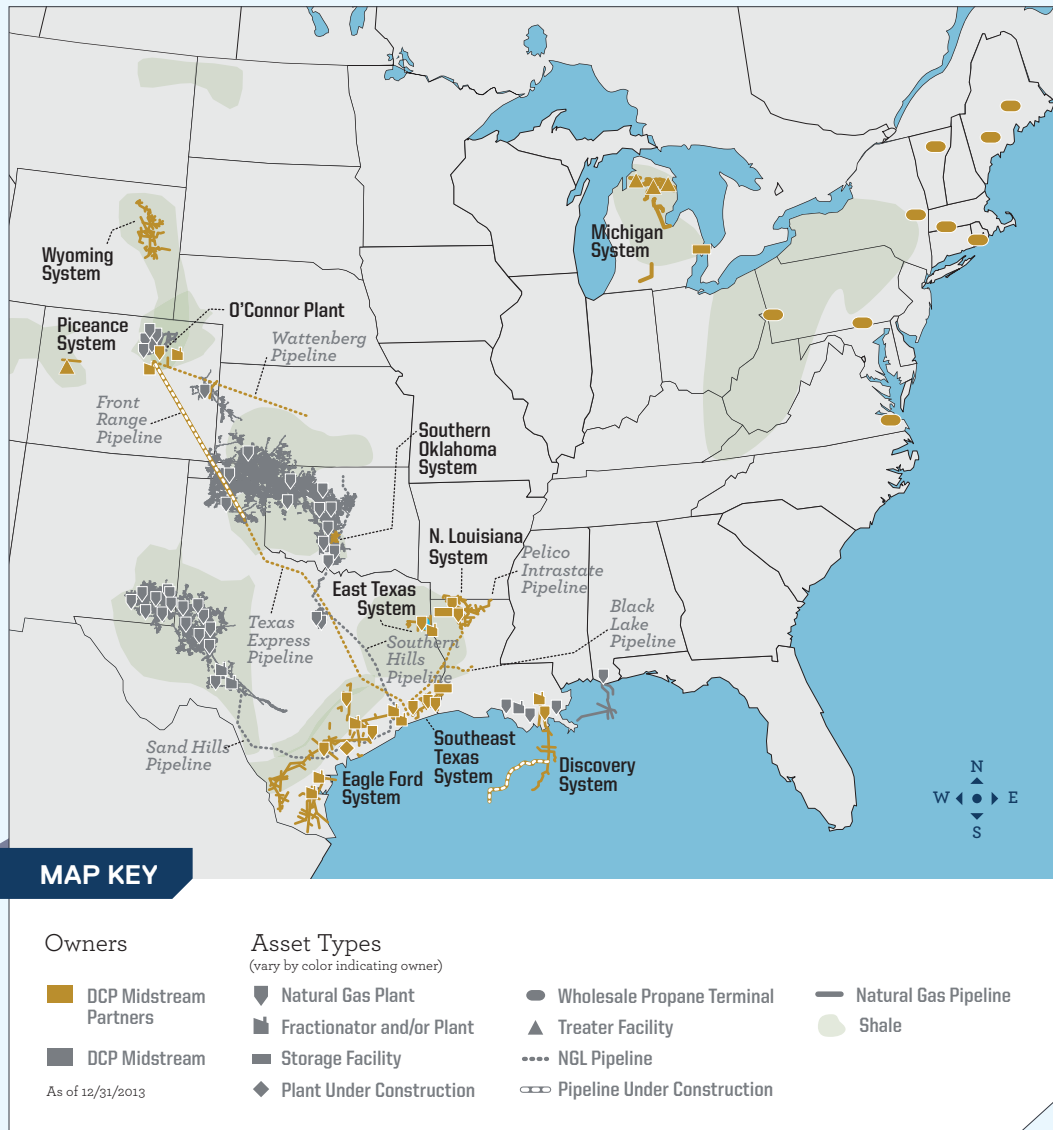 Wyoming
System
Michigan
System
O'Connor Plant
Piceance
System
Wattenberg
Pipeline
Front
Range
Pipeline
Southern
Oklahoma
System
N. Louisiana
System
Pelico
Intrastate
Pipeline
East Texas
System
Black
Lake
Pipeline
Texas
Express
Pipeline
Southern
Hills
Pipeline
Sand Hills
Pipeline
Southeast
Texas
System
Discovery
System
Eagle Ford
System
N
W E
S
MAP KEY
Owners
DCP Midstream
Partners
DCP Midstream
As of 12/31/2013
Asset Types
(vary by color indicating owner)
Natural Gas Plant
Fractionator and/or Plant
Storage Facility
Plant Under Construction
Wholesale Propane Terminal
Treater Facility
NGL Pipeline
Pipeline Under Construction
Natural Gas Pipeline
Shale